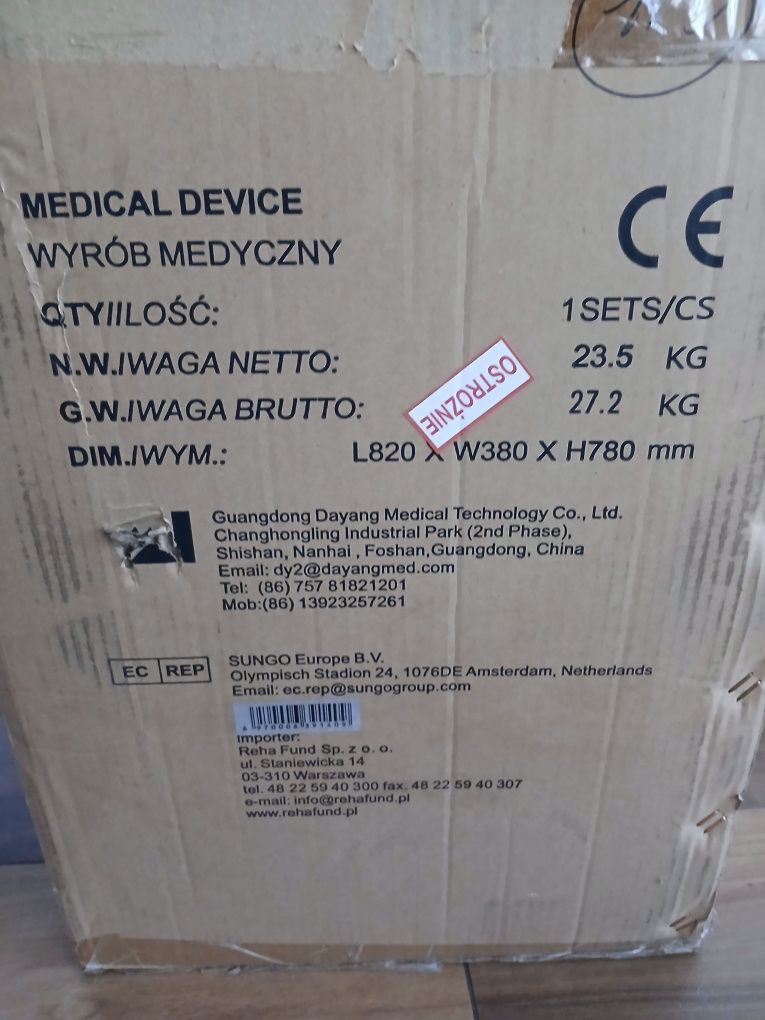 MEDICAL DEVICE
WYRÓB MEDYCZNY
QTY/IILOŚĆ: 1SETS/CS
N.W./WAGA NETTO: 23.5 KG
G.W./WAGA BRUTTO: 27.2 KG
OSTROŻNIE
DIM./WYM.: L820 X W380 X H780 mm
Guangdong Dayang Medical Technology Co., Ltd.
Changhongling Industrial Park (2nd Phase),
Shishan, Nanhai , Foshan,Guangdong, China
Email: dy2@dayangmed.com
Tel: (86) 757 81821201
Mob:(86) 13923257261
EC REP
SUNGO Europe B.V.
Olympisch Stadion 24, 1076DE Amsterdam, Netherlands
Email: ec.rep@sungogroup.com
Importer:
Reha Fund Sp. z o. o.
ul. Staniewicka 14
03-310 Warszawa
tel. 48 22 59 40 300 fax. 48 22 59 40 307
e-mail: info@rehafund.pl
www.rehafund.pl